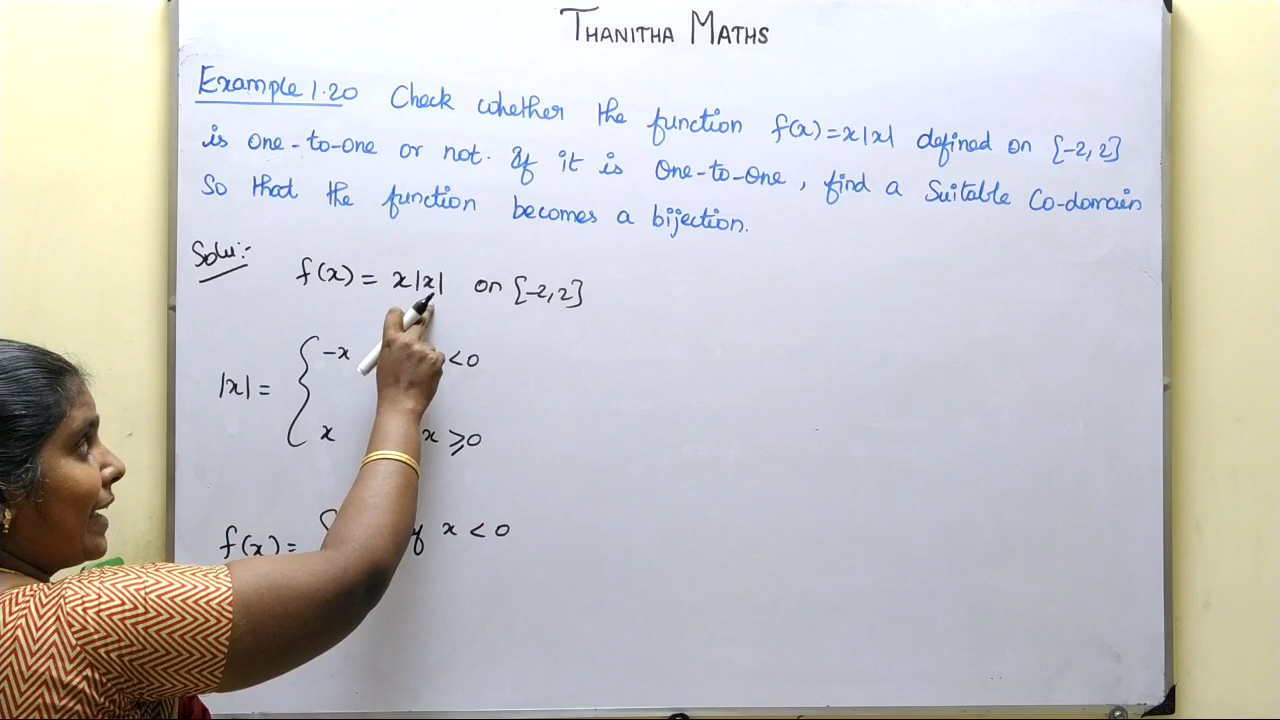 THANITHA MATHS
Example 1.20 Check whether the function f(x)=x|x| defined on [-2,2]
is one-to-one or not. If it is One-to-One, find a Suitable Co-domain
So that the function becomes a bijection.
Solu:-
f(x) = x|x| on [-2,2]
-x <0
|x| =
x x ≥0
f(x) = x < 0